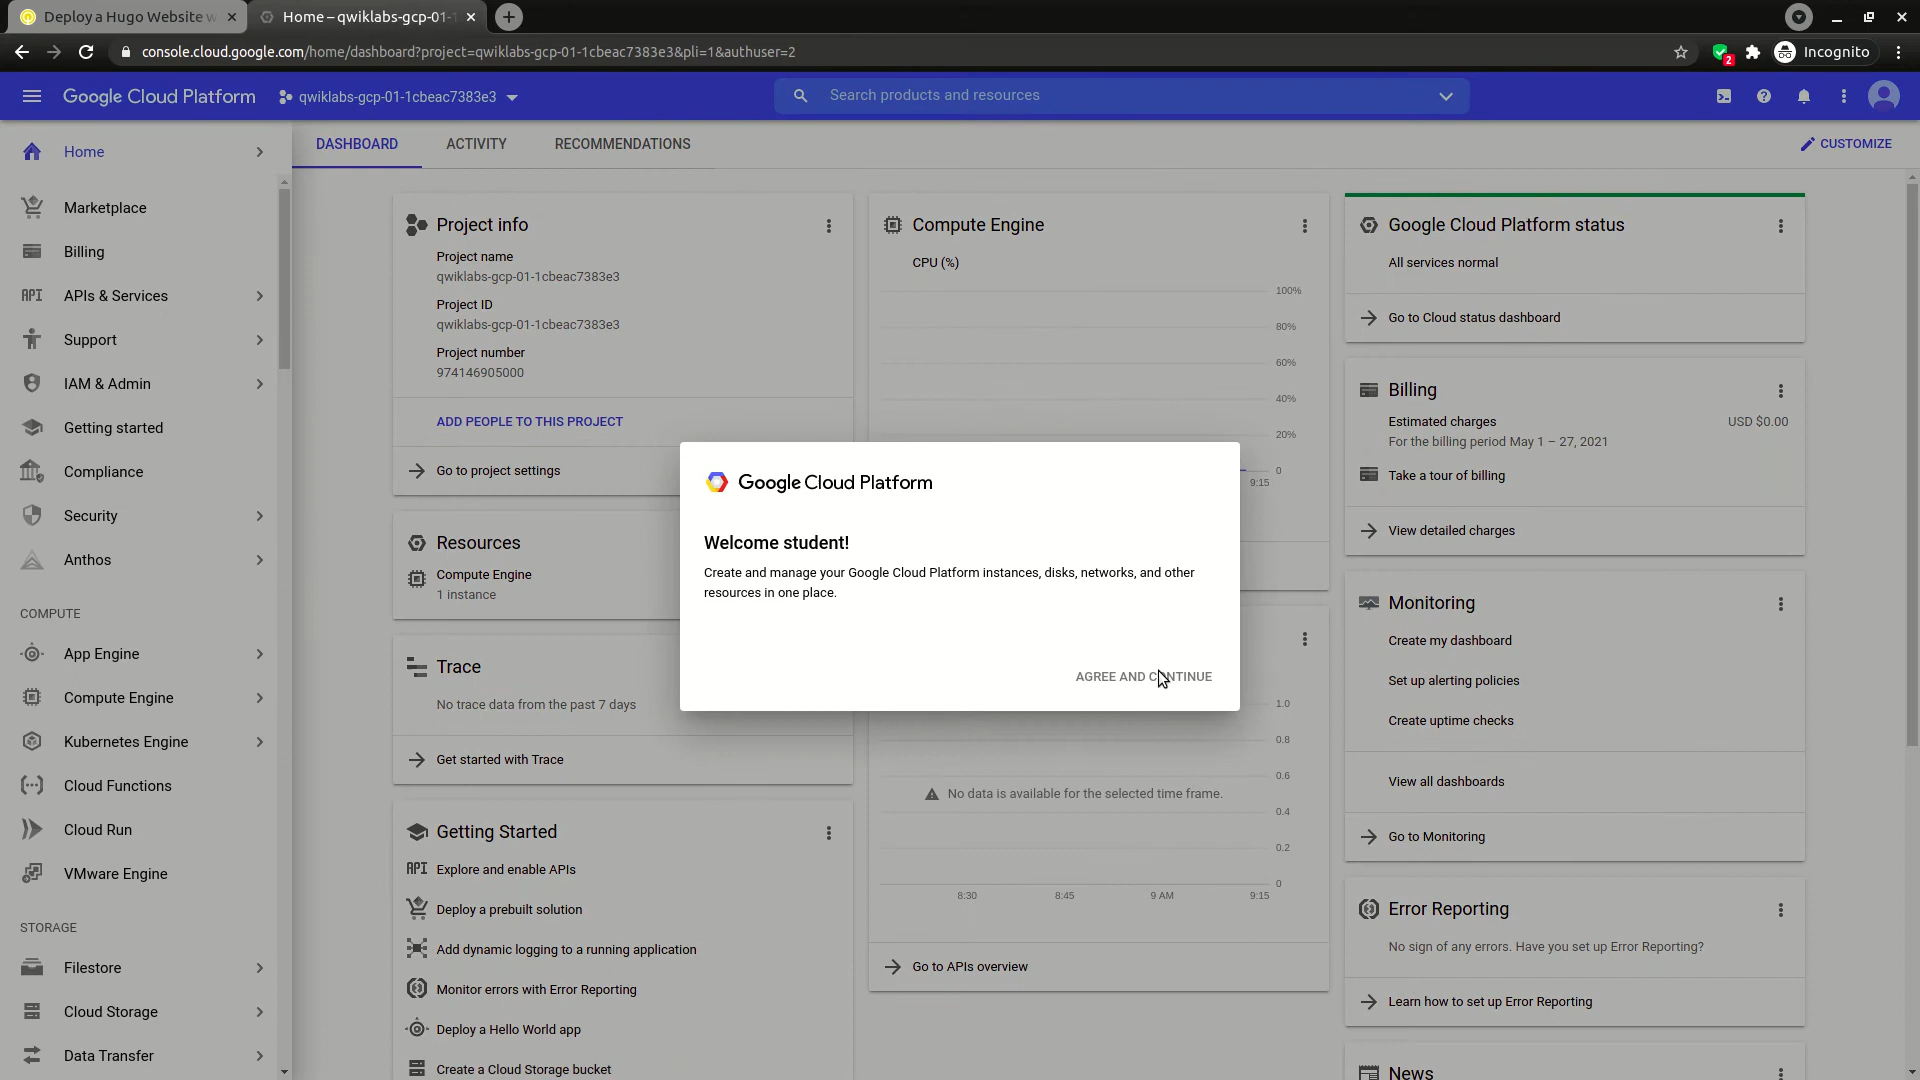 Deploy a Hugo Website w
Home – qwiklabs-gcp-01-1
console.cloud.google.com/home/dashboard?project=qwiklabs-gcp-01-1cbeac7383e3&pli=1&authuser=2
2
Incognito
Google Cloud Platform
qwiklabs-gcp-01-1cbeac7383e3
Search products and resources
Home
Marketplace
Billing
API
APIs & Services
Support
IAM & Admin
Getting started
Compliance
Security
Anthos
COMPUTE
App Engine
Compute Engine
Kubernetes Engine
Cloud Functions
Cloud Run
VMware Engine
STORAGE
Filestore
Cloud Storage
Data Transfer
DASHBOARD
ACTIVITY
RECOMMENDATIONS
CUSTOMIZE
Project info
Project name
qwiklabs-gcp-01-1cbeac7383e3
Project ID
qwiklabs-gcp-01-1cbeac7383e3
Project number
974146905000
ADD PEOPLE TO THIS PROJECT
Go to project settings
Resources
Compute Engine
1 instance
Trace
No trace data from the past 7 days
Get started with Trace
Getting Started
API
Explore and enable APIs
Deploy a prebuilt solution
Add dynamic logging to a running application
Monitor errors with Error Reporting
Deploy a Hello World app
Create a Cloud Storage bucket
Compute Engine
CPU (%)
100%
80%
60%
40%
20%
0
9:15
Google Cloud Platform
Welcome student!
Create and manage your Google Cloud Platform instances, disks, networks, and other
resources in one place.
AGREE AND CONTINUE
1.0
0.8
0.6
No data is available for the selected time frame.
0.4
0.2
0
8:30
8:45
9 AM
9:15
Go to APIs overview
Google Cloud Platform status
All services normal
Go to Cloud status dashboard
Billing
Estimated charges
USD $0.00
For the billing period May 1 – 27, 2021
Take a tour of billing
View detailed charges
Monitoring
Create my dashboard
Set up alerting policies
Create uptime checks
View all dashboards
Go to Monitoring
Error Reporting
No sign of any errors. Have you set up Error Reporting?
Learn how to set up Error Reporting
News